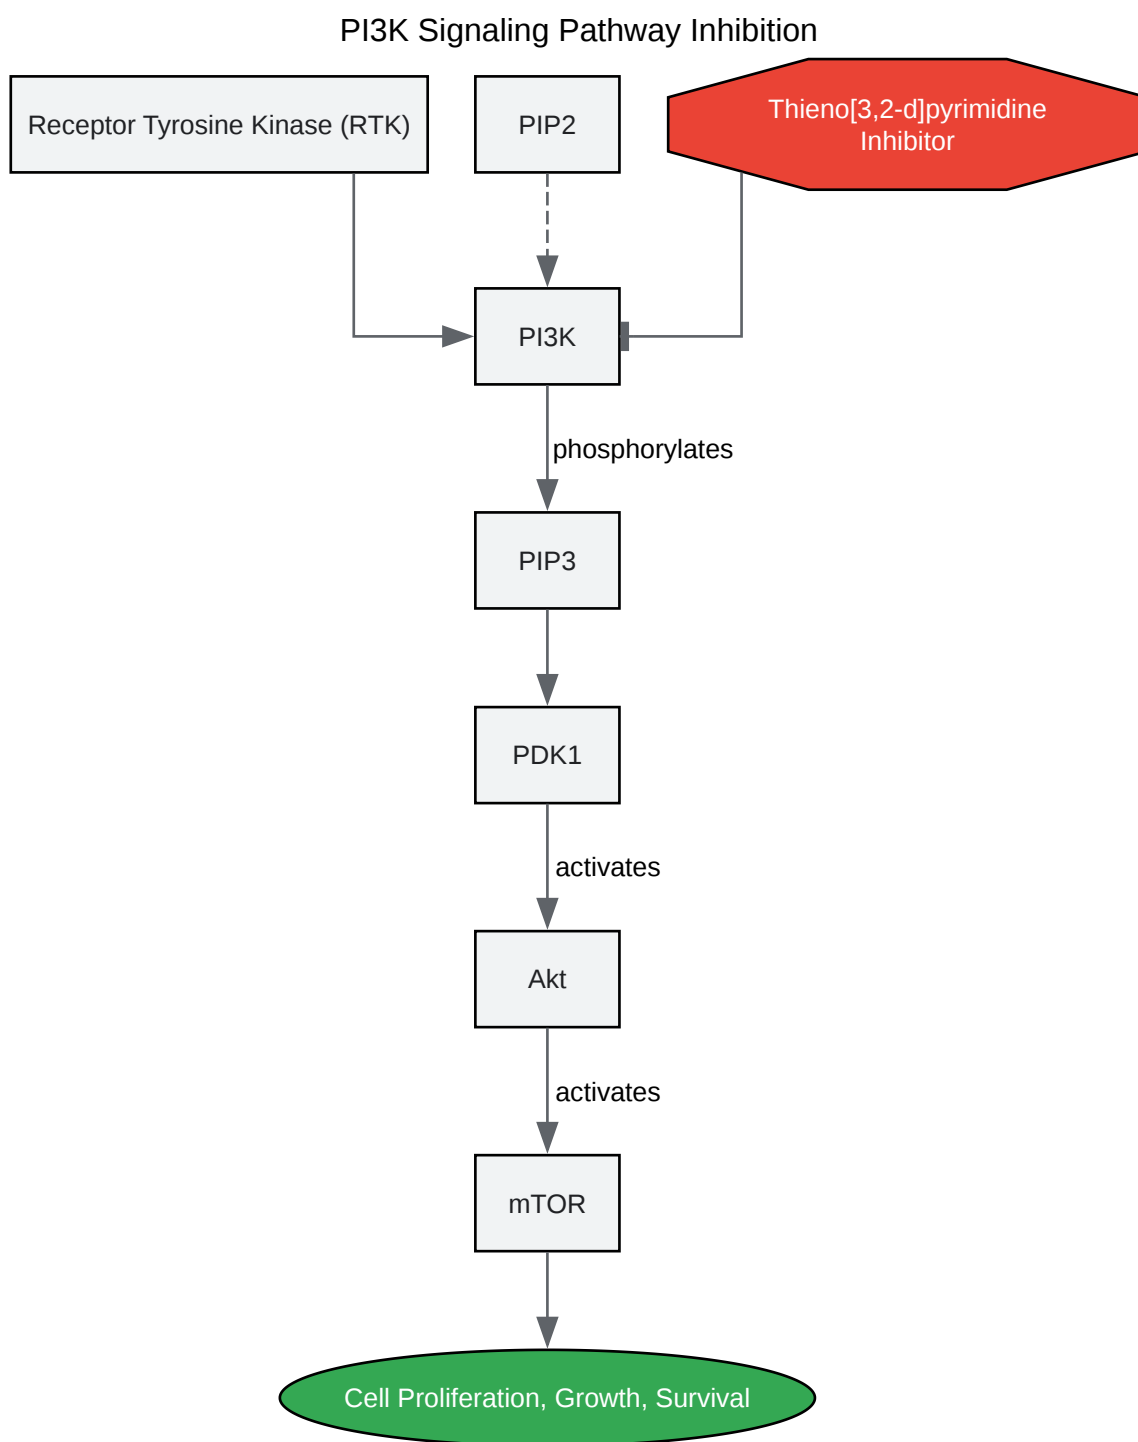 PI3K Signaling Pathway Inhibition
Receptor Tyrosine Kinase (RTK)
PIP2
Thieno[3,2-d]pyrimidine
Inhibitor
PI3K
phosphorylates
PIP3
PDK1
activates
Akt
activates
mTOR
Cell Proliferation, Growth, Survival